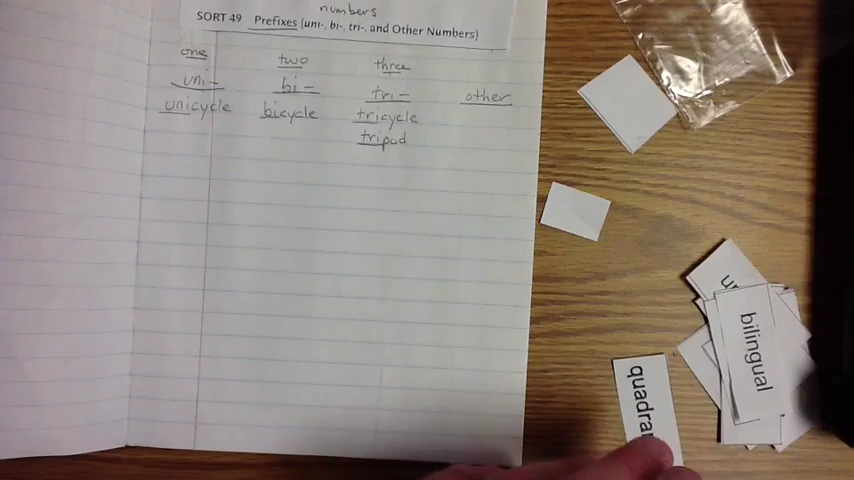 numbers
SORT 49 Prefixes (uni-, bi-, tri-, and Other Numbers)
one two three
uni- bi- tri- other
unicycle bicycle tricycle
tripod
bilingual